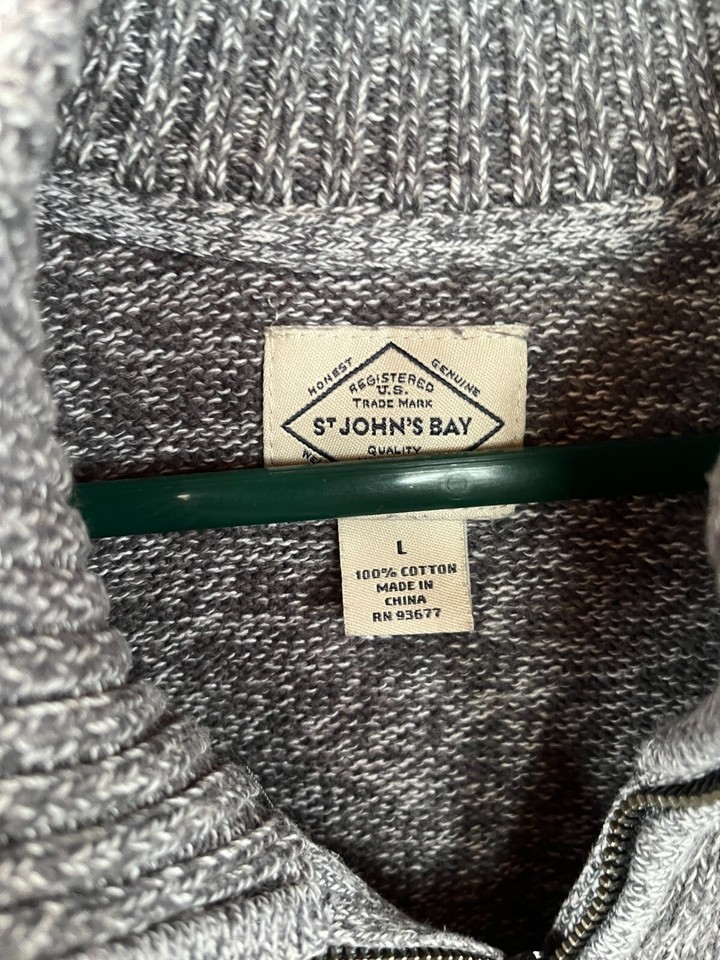 HONEST GENUINE
REGISTERED
U.S.
TRADE MARK
ST JOHN'S BAY
QUALITY
L
100% COTTON
MADE IN
CHINA
RN 93677